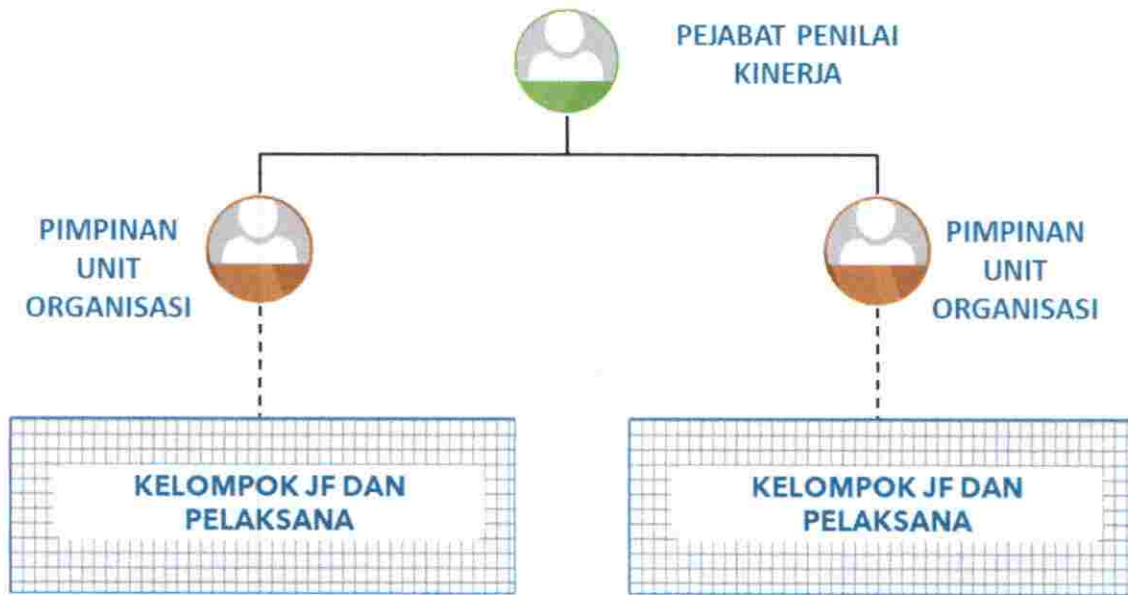 PEJABAT PENILAI
KINERJA
PIMPINAN
UNIT
ORGANISASI
PIMPINAN
UNIT
ORGANISASI
KELOMPOK JF DAN
PELAKSANA
KELOMPOK JF DAN
PELAKSANA